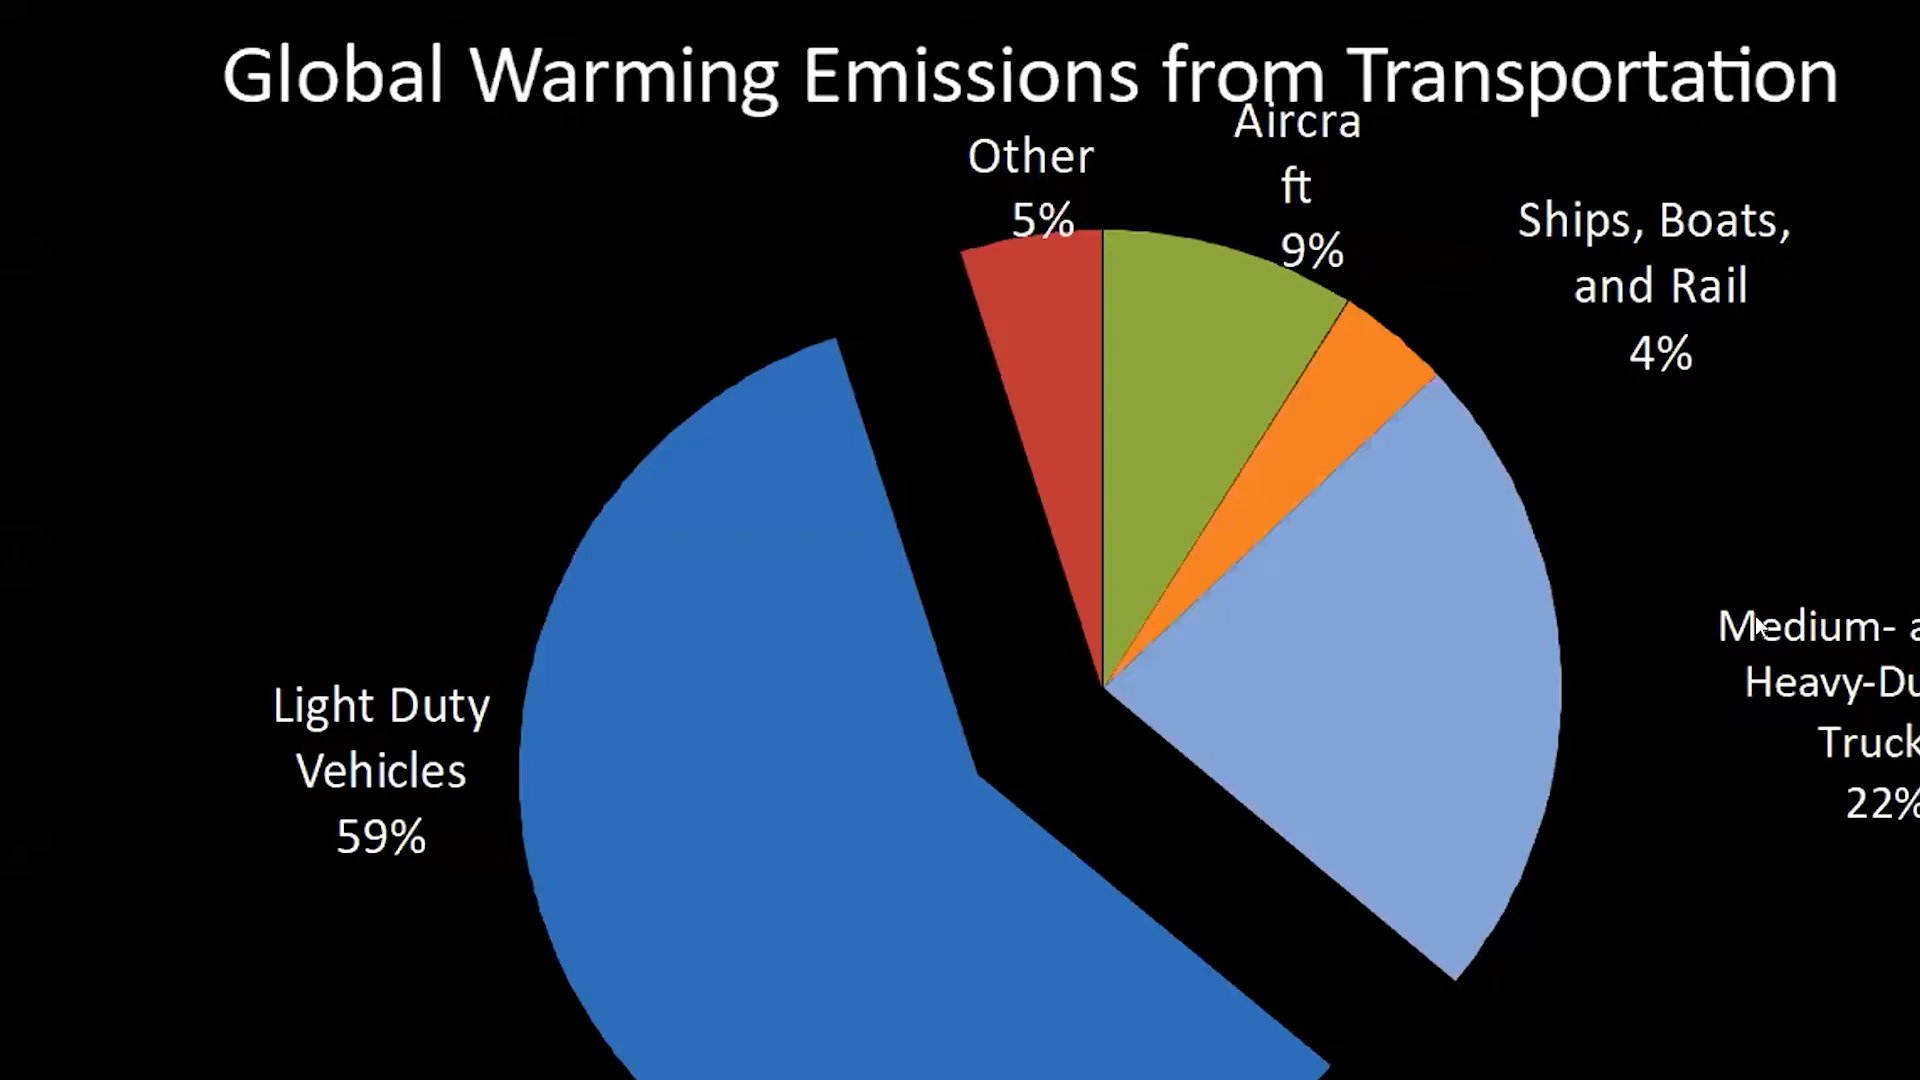 Global Warming Emissions from Transportation
Other
5%
Aircra
ft
9%
Ships, Boats,
and Rail
4%
Medium- a
Heavy-Du
Truck
22%
Light Duty
Vehicles
59%